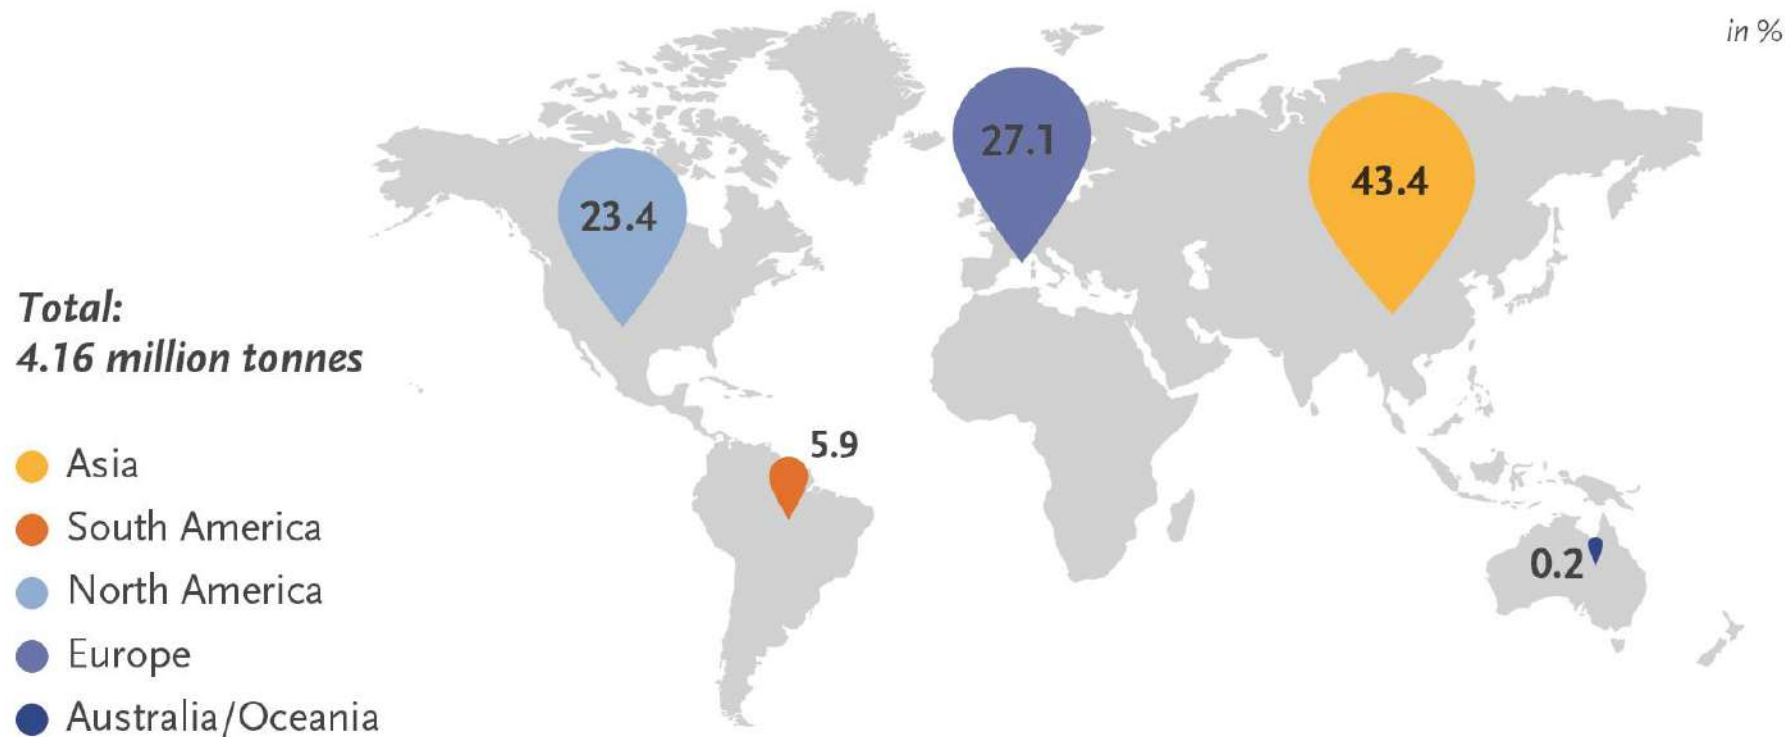 in %
27.1
43.4
23.4
Total:
4.16 million tonnes
5.9
Asia
South America
0.2
North America
Europe
Australia/Oceania